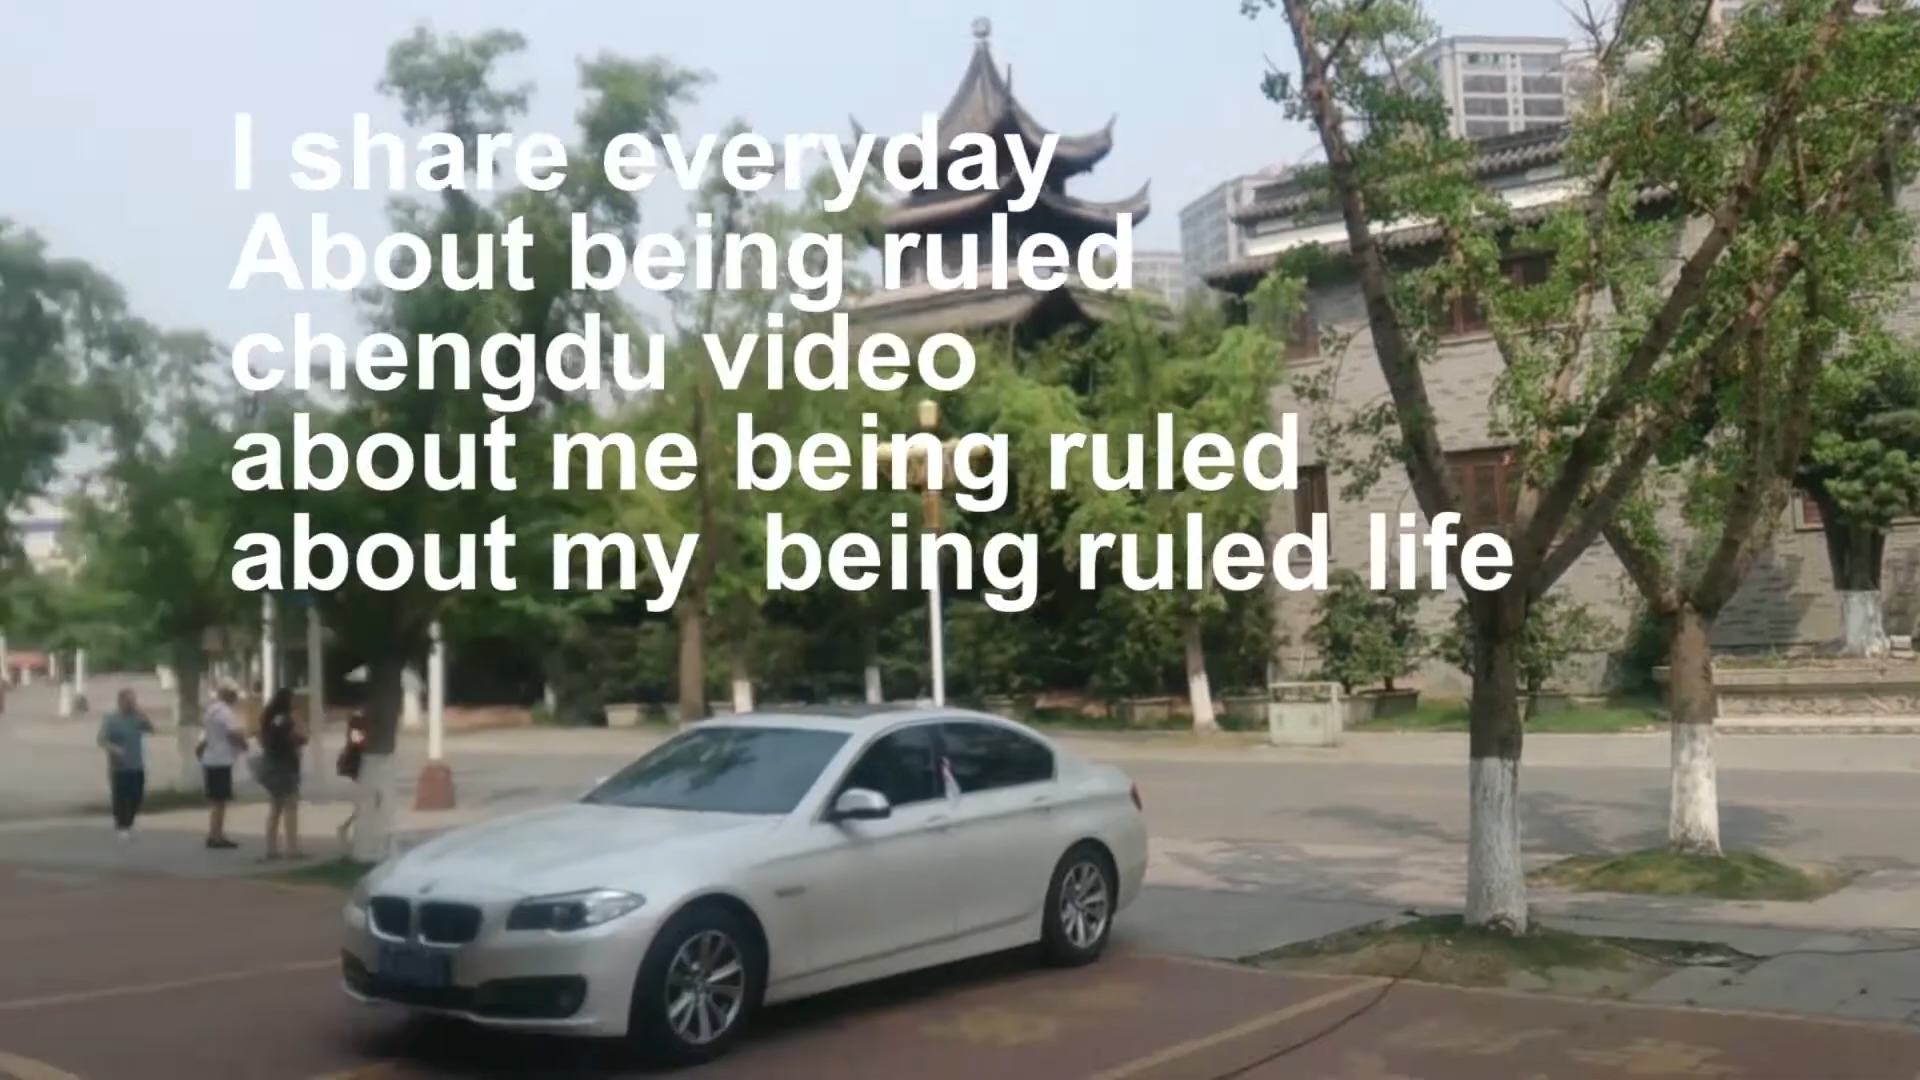 I share everyday
About being ruled
chengdu video
about me being ruled
about my  being ruled life